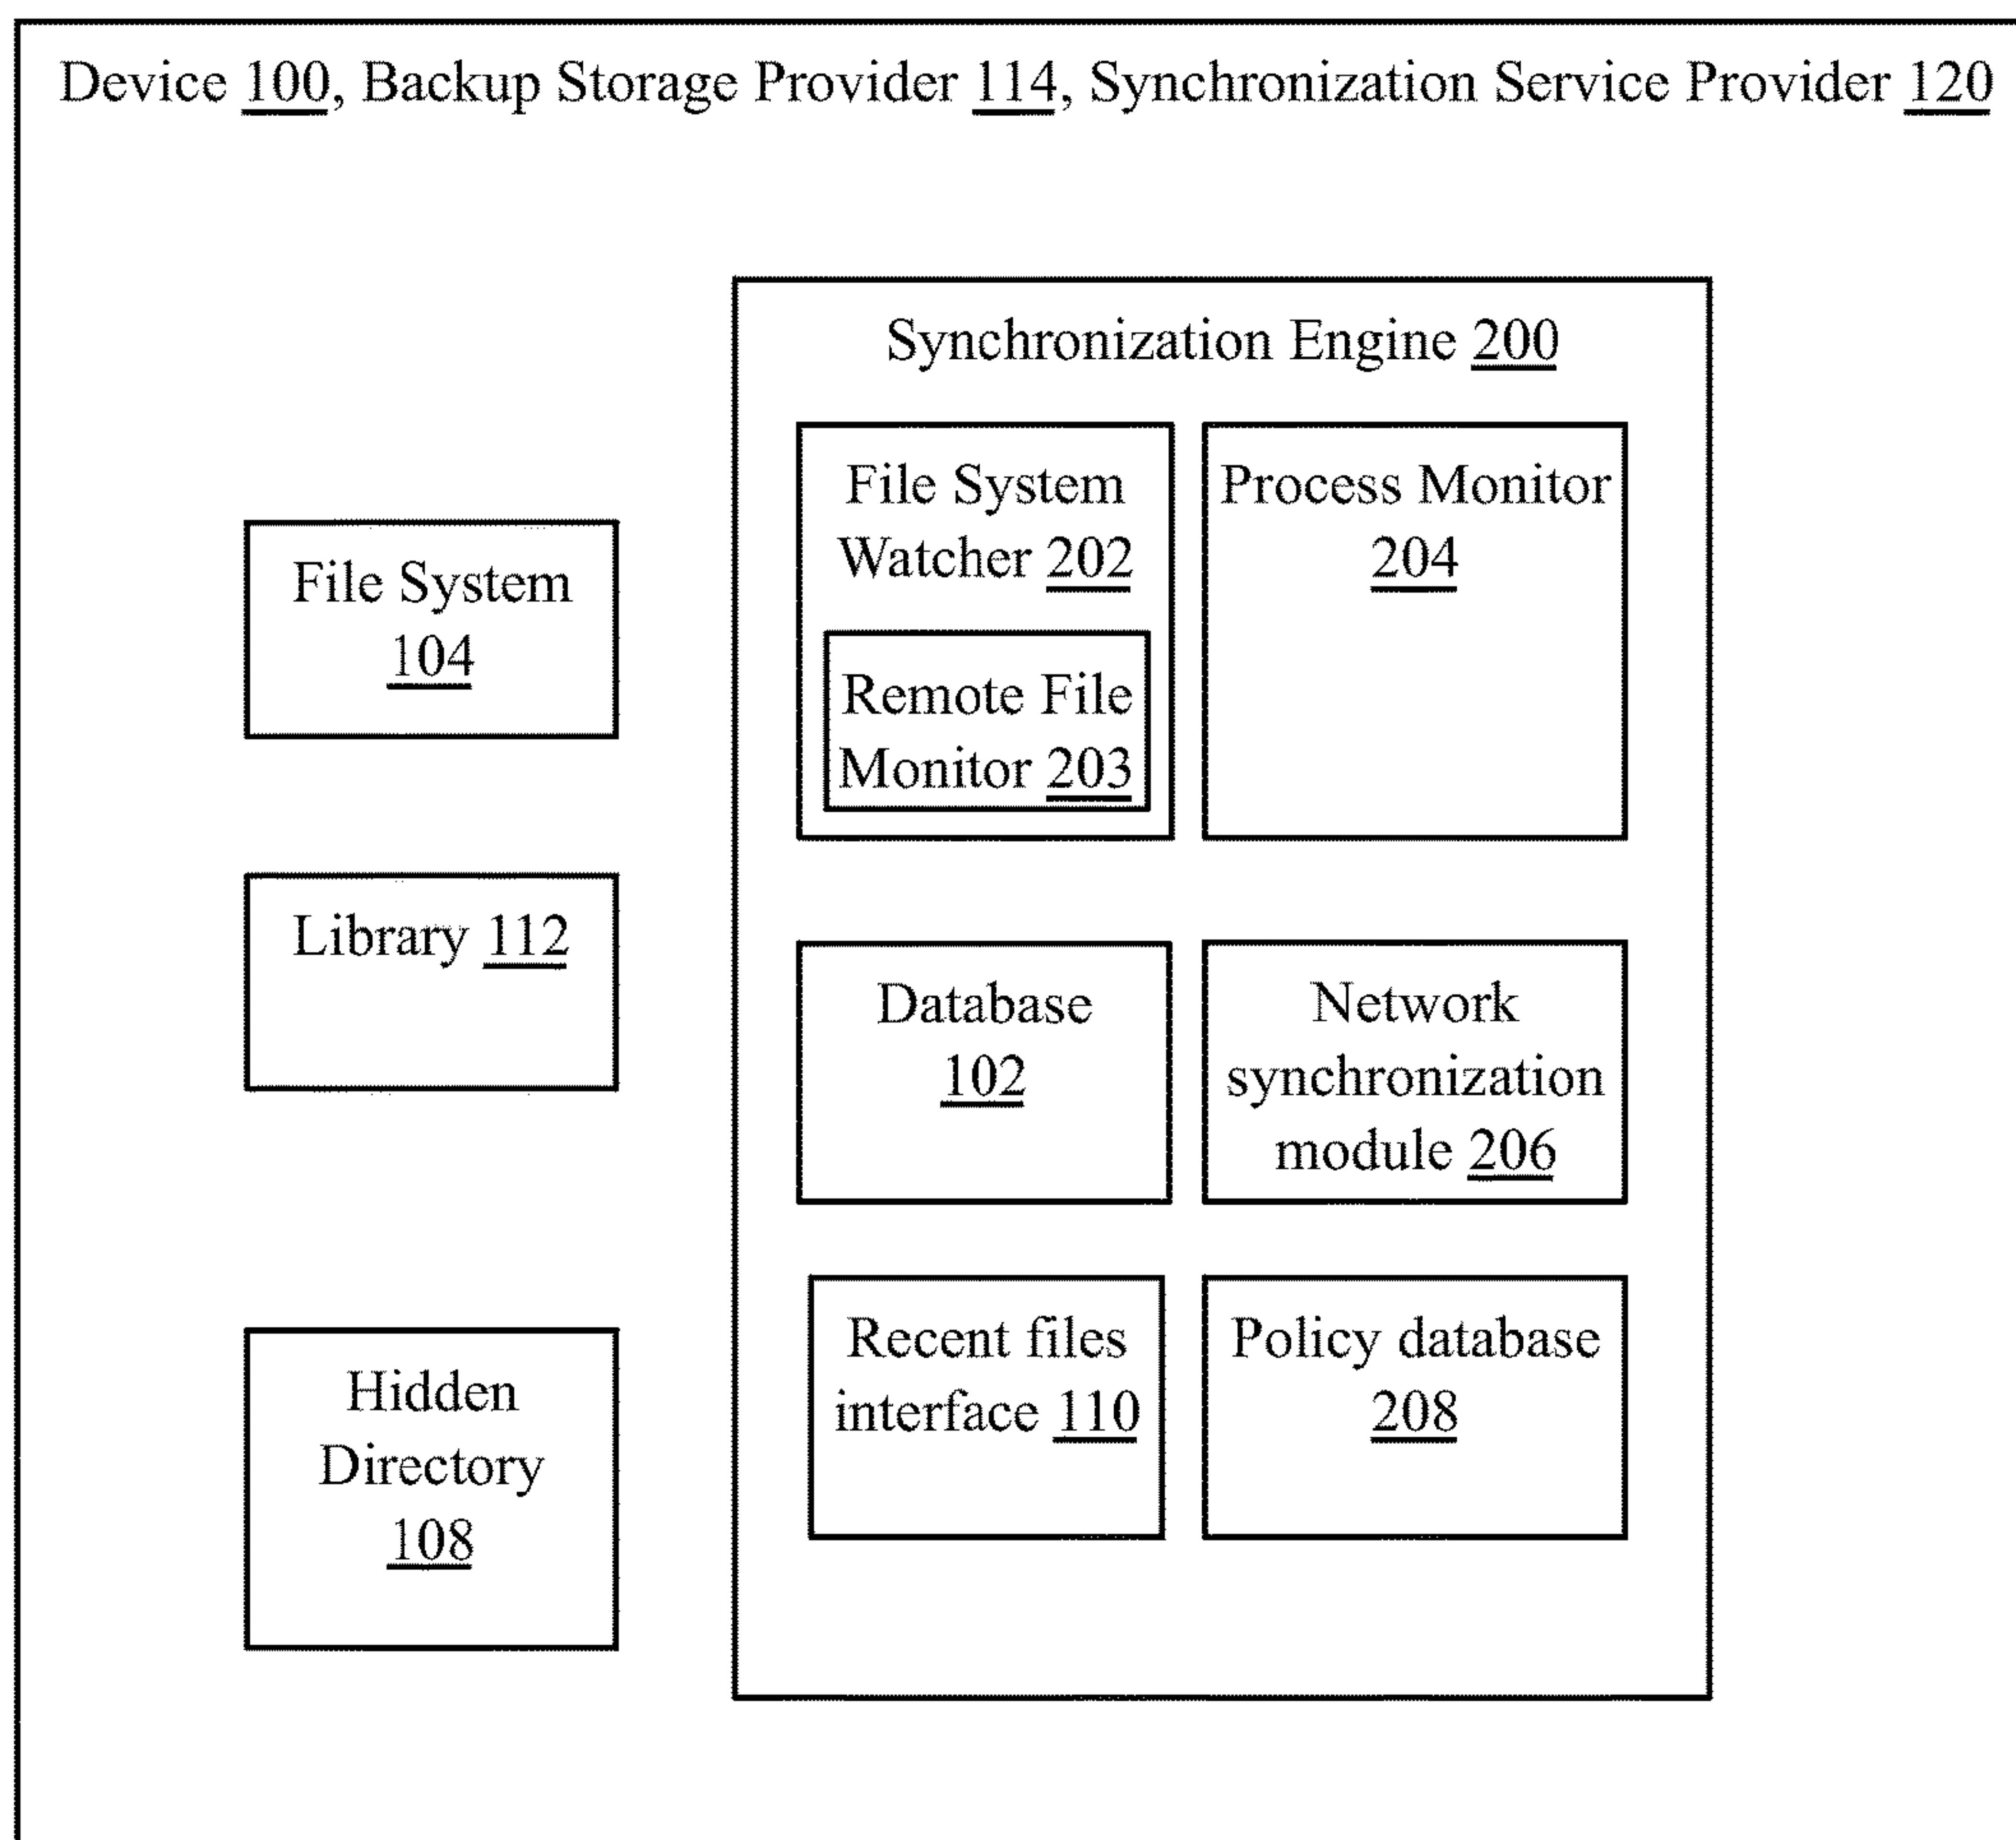 Device 100, Backup Storage Provider 114, Synchronization Service Provider 120
Synchronization Engine 200
File System
Watcher 202
Remote File
Monitor 203
Process Monitor
204
File System
104
Library 112
Database
102
Network
synchronization
module 206
Hidden
Directory
108
Recent files
interface 110
Policy database
208